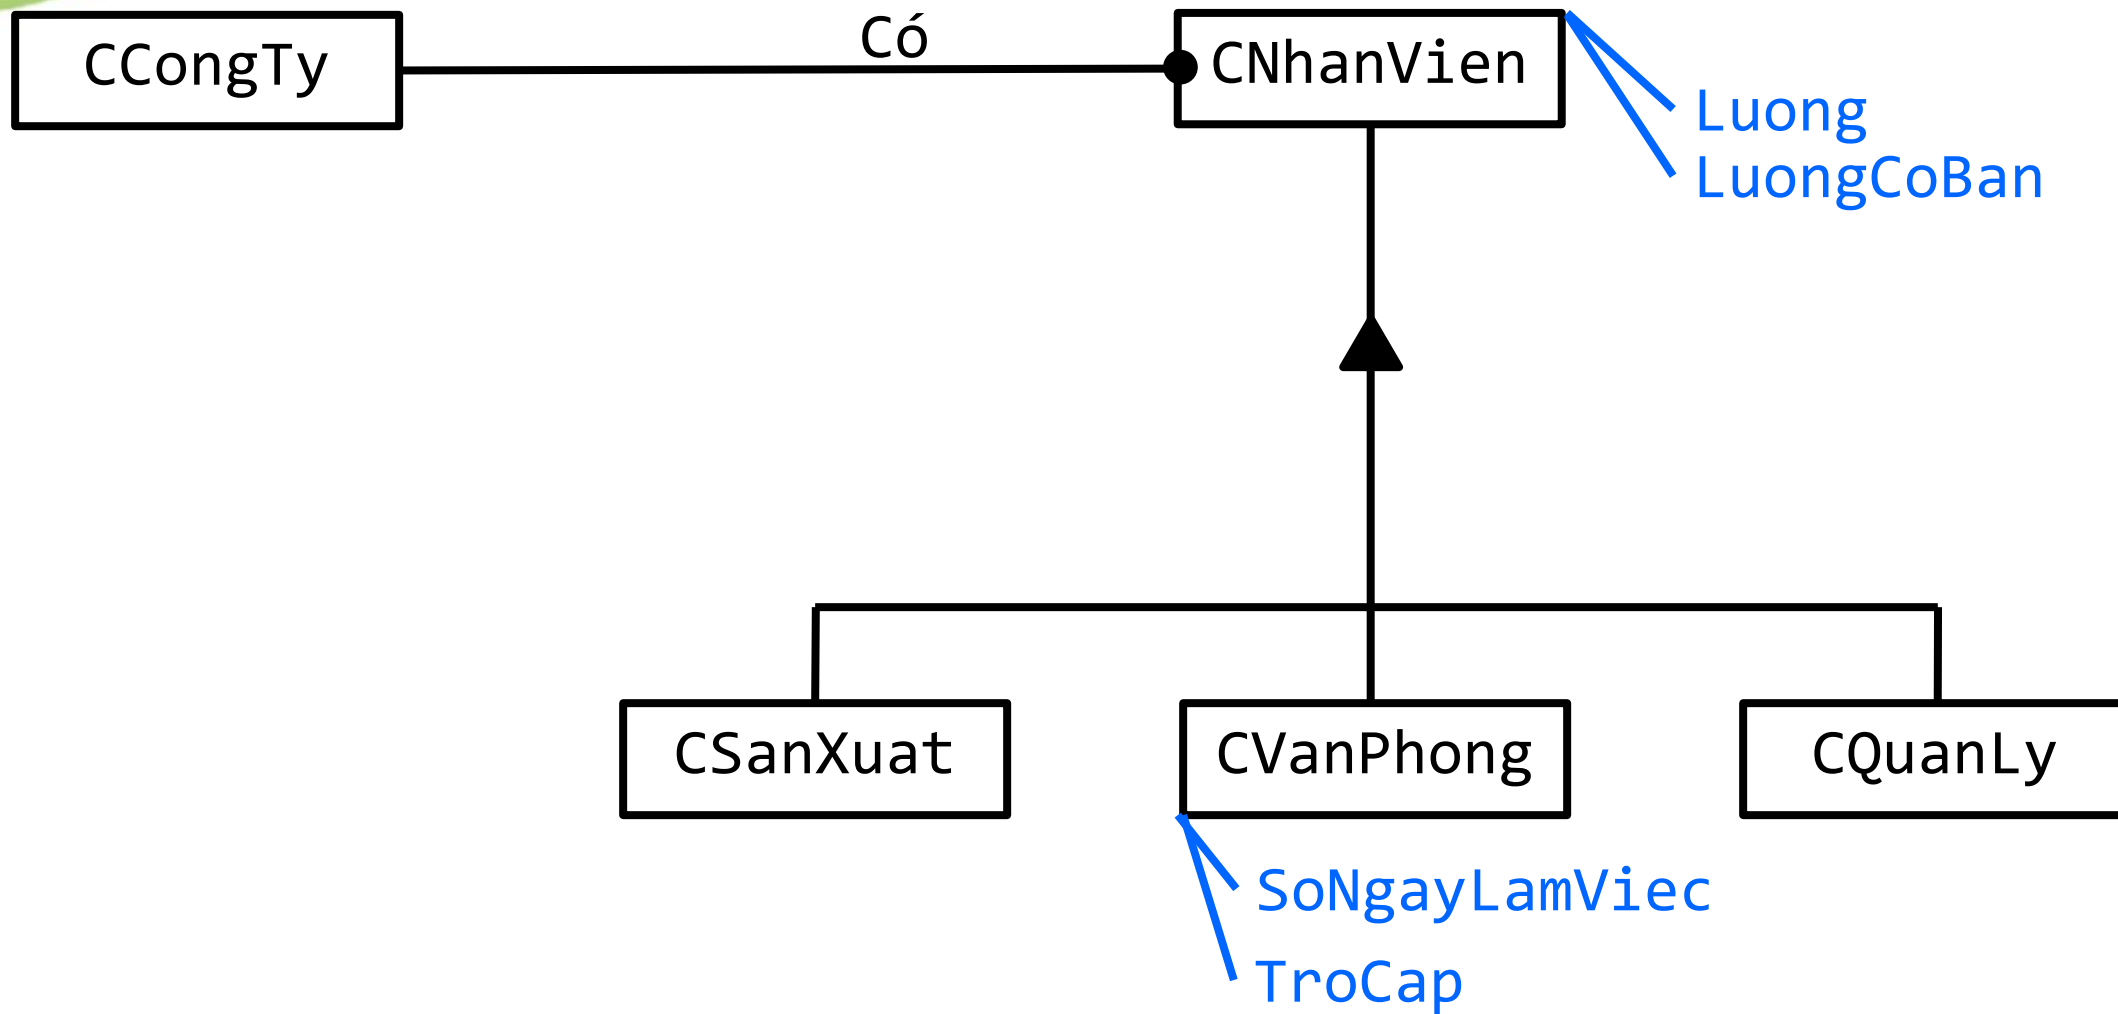 CCongTy
Có
CNhanVien
Luong
LuongCoBan
CSanXuat
CVanPhong
CQuanLy
SoNgayLamViec
TroCap